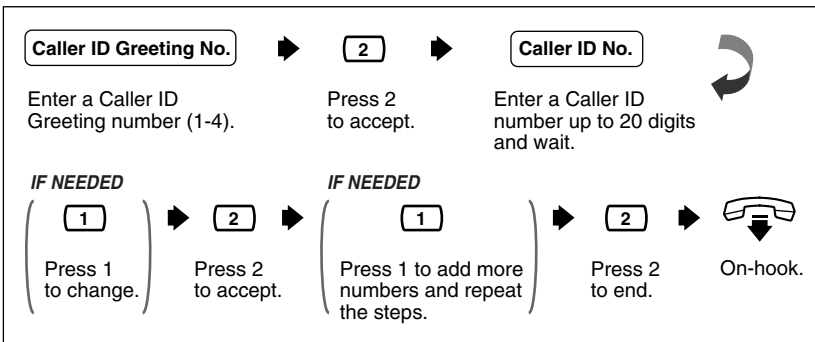 Caller ID Greeting No.
2
Caller ID No.
Enter a Caller ID
Greeting number (1-4).
Press 2
to accept.
Enter a Caller ID
number up to 20 digits
and wait.
IF NEEDED
IF NEEDED
1
2
1
2
Press 1
to change.
Press 2
to accept.
Press 1 to add more
numbers and repeat
the steps.
Press 2
to end.
On-hook.